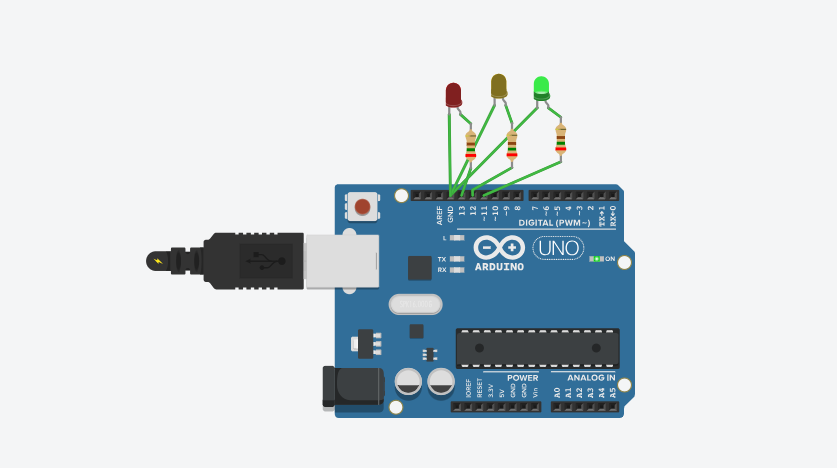 AREF
GND
13
12
~11
~10
~9
8
7
~6
~5
4
~3
2
TX→1
RX←0
DIGITAL (PWM~)
L
TX
RX
ARDUINO
UNO
ON
POWER
ANALOG IN
IOREF
RESET
3.3V
5V
GND
GND
Vin
A0
A1
A2
A3
A4
A5